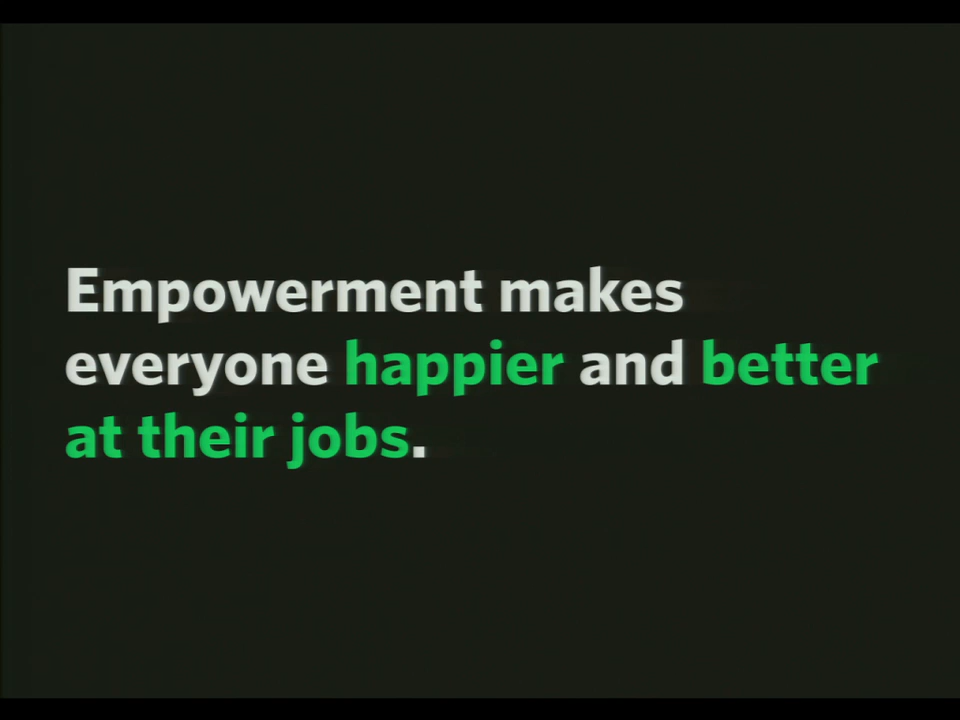 Empowerment makes
everyone happier and better
at their jobs.